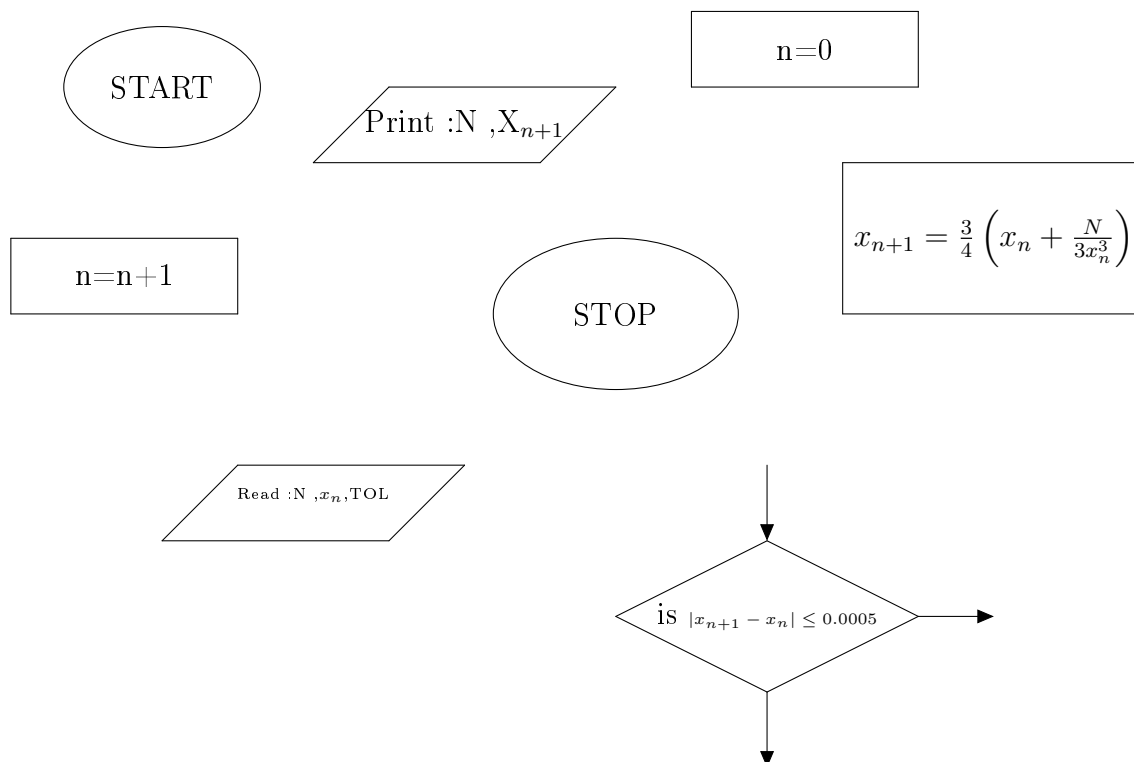 n=0
START
Print :N ,X_{n+1}
x_{n+1} = \frac{3}{4} \left( x_n + \frac{N}{3x_n^3} \right)
n=n+1
STOP
Read :N ,x_n,TOL
is |x_{n+1} − x_n| ≤ 0.0005